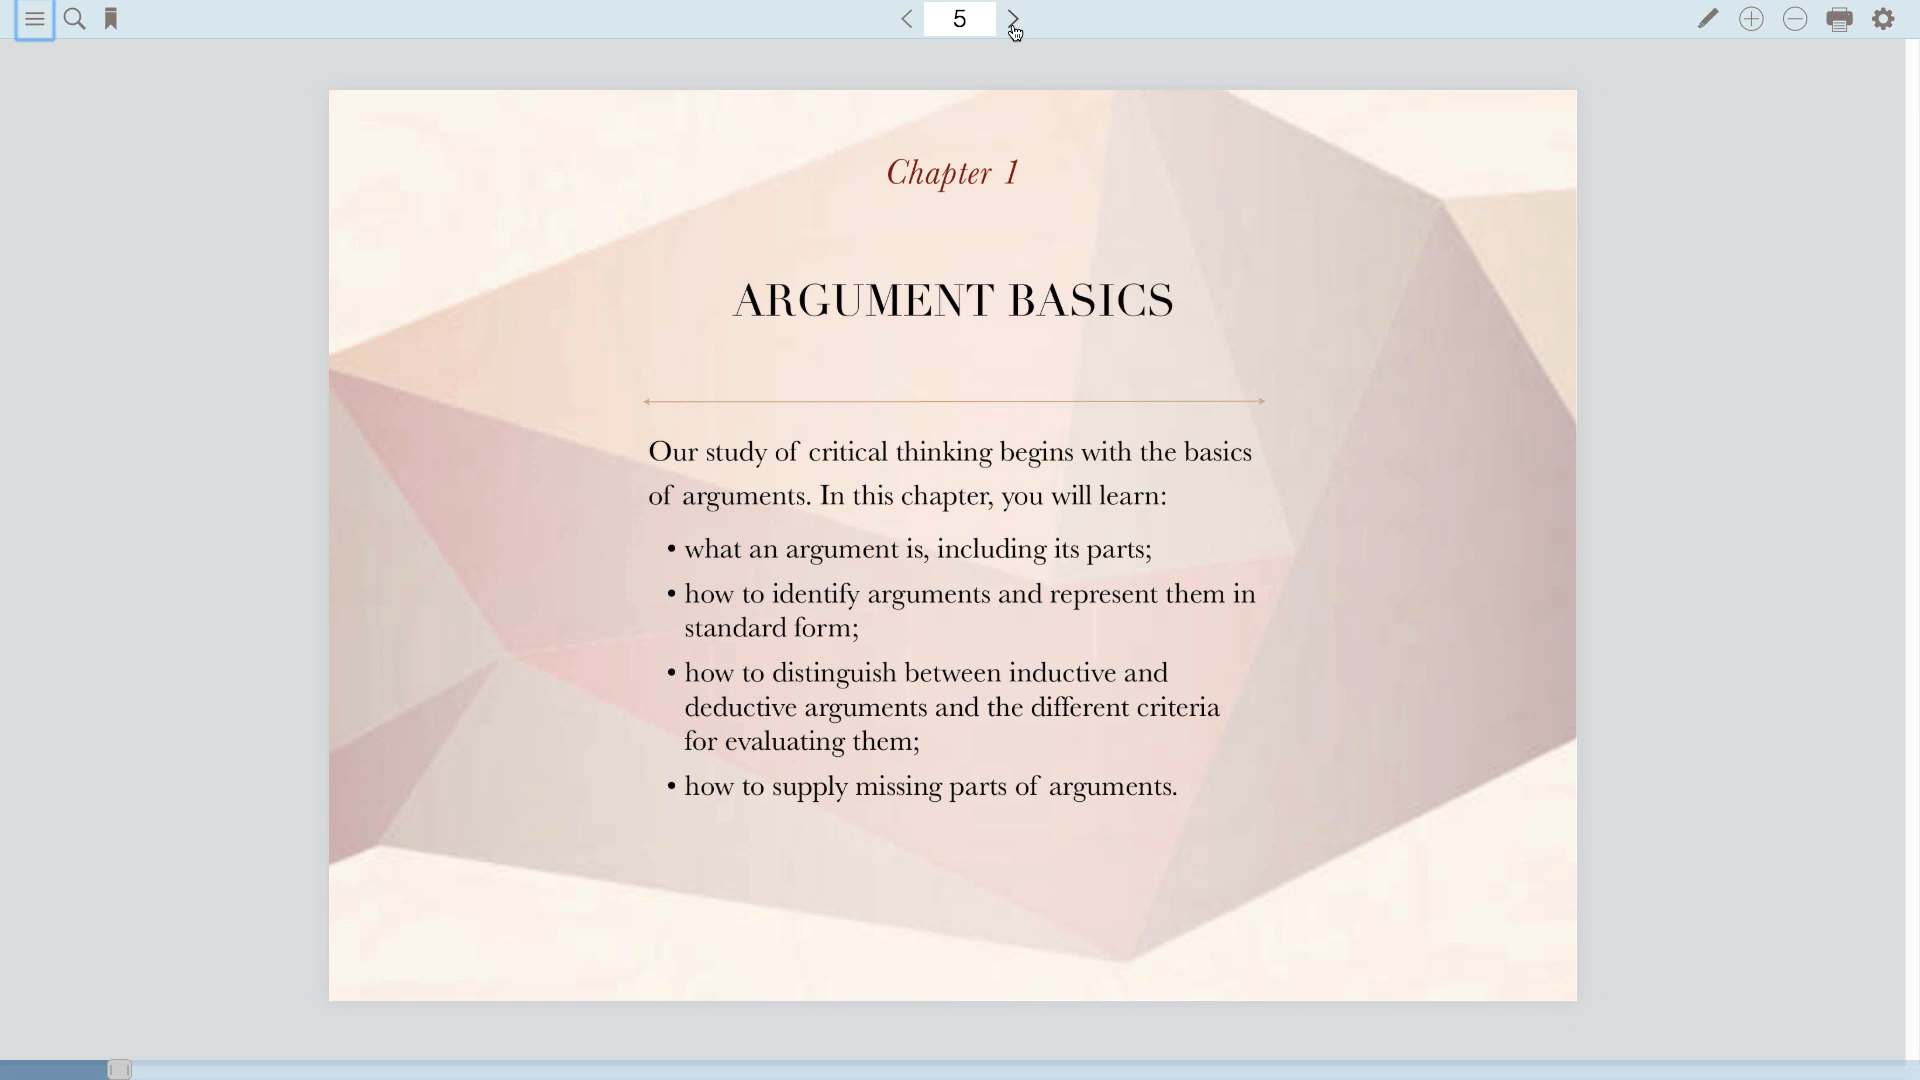 5
Chapter 1
ARGUMENT BASICS
Our study of critical thinking begins with the basics
of arguments. In this chapter, you will learn:
• what an argument is, including its parts;
• how to identify arguments and represent them in
standard form;
• how to distinguish between inductive and
deductive arguments and the different criteria
for evaluating them;
• how to supply missing parts of arguments.